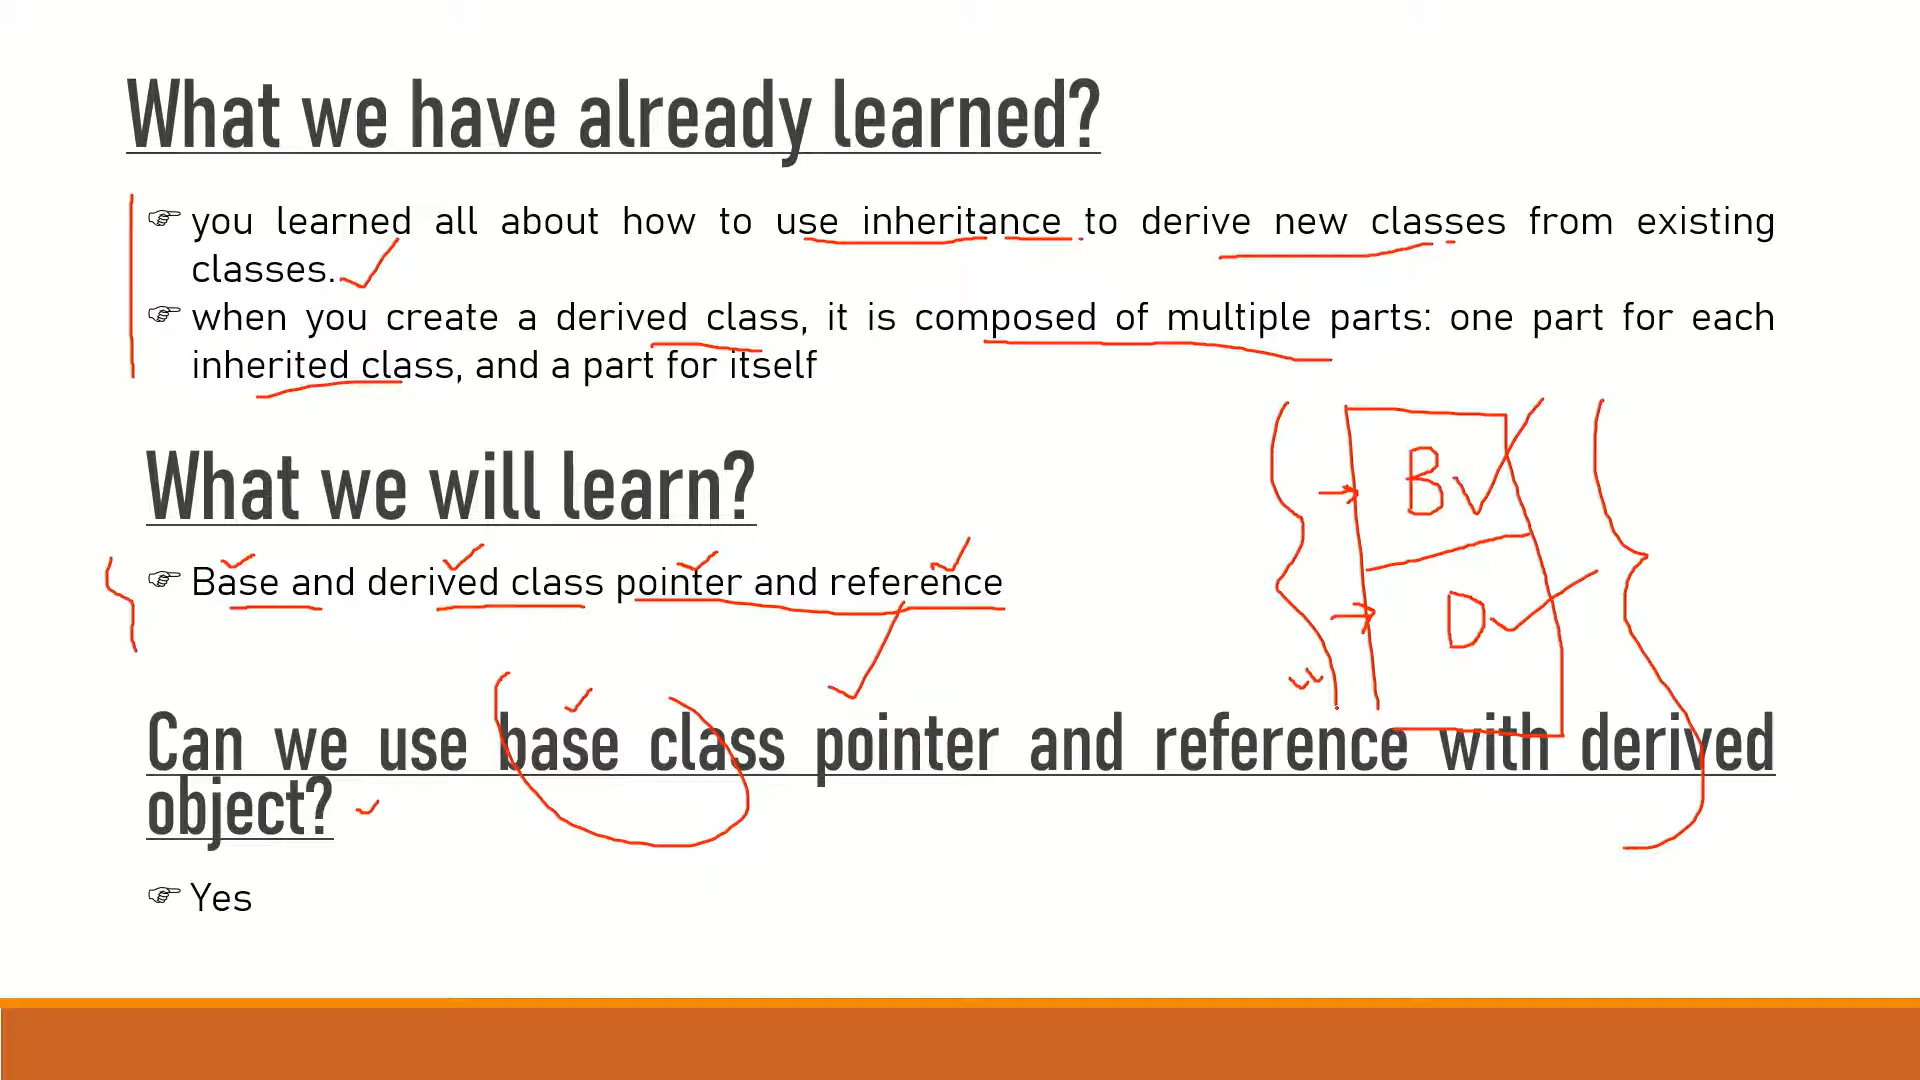 What we have already learned?
☞ you learned all about how to use inheritance to derive new classes from existing
classes.
☞ when you create a derived class, it is composed of multiple parts: one part for each
inherited class, and a part for itself
B
What we will learn?
☞ Base and derived class pointer and reference
D
Can we use base class pointer and reference with derived
object?
☞ Yes